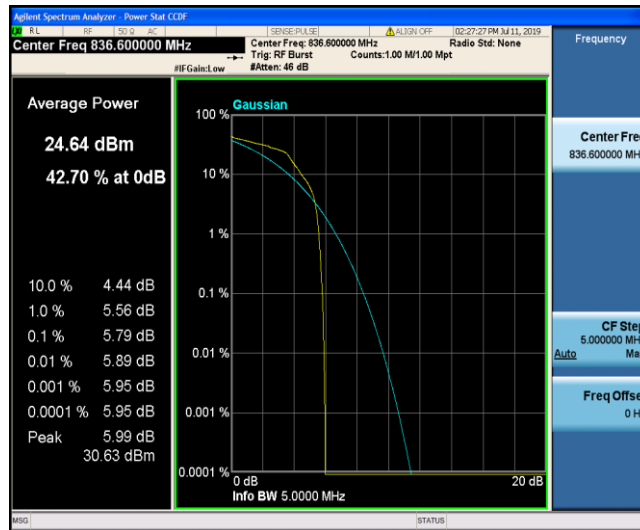 Agilent Spectrum Analyzer - Power Stat CCDF
RL RF 50 Ω AC SENSE:PULSE ALIGN OFF 02:27:27 PM Jul 11, 2019
Center Freq 836.600000 MHz
Center Freq: 836.600000 MHz Radio Std: None
Trig: RF Burst Counts:1.00 M/1.00 Mpt
#IFGain:Low #Atten: 46 dB
Frequency
Average Power
24.64 dBm
42.70 % at 0dB
10.0 % 4.44 dB
1.0 % 5.56 dB
0.1 % 5.79 dB
0.01 % 5.89 dB
0.001 % 5.95 dB
0.0001 % 5.95 dB
Peak 5.99 dB
30.63 dBm
Gaussian
100 %
10 %
1 %
0.1 %
0.01 %
0.001 %
0.0001 %
0 dB 20 dB
Info BW 5.0000 MHz
Center Fre
836.600000 MH
CF Step
5.000000 MH
Auto Ma
Freq Offse
0 H
MSG STATUS